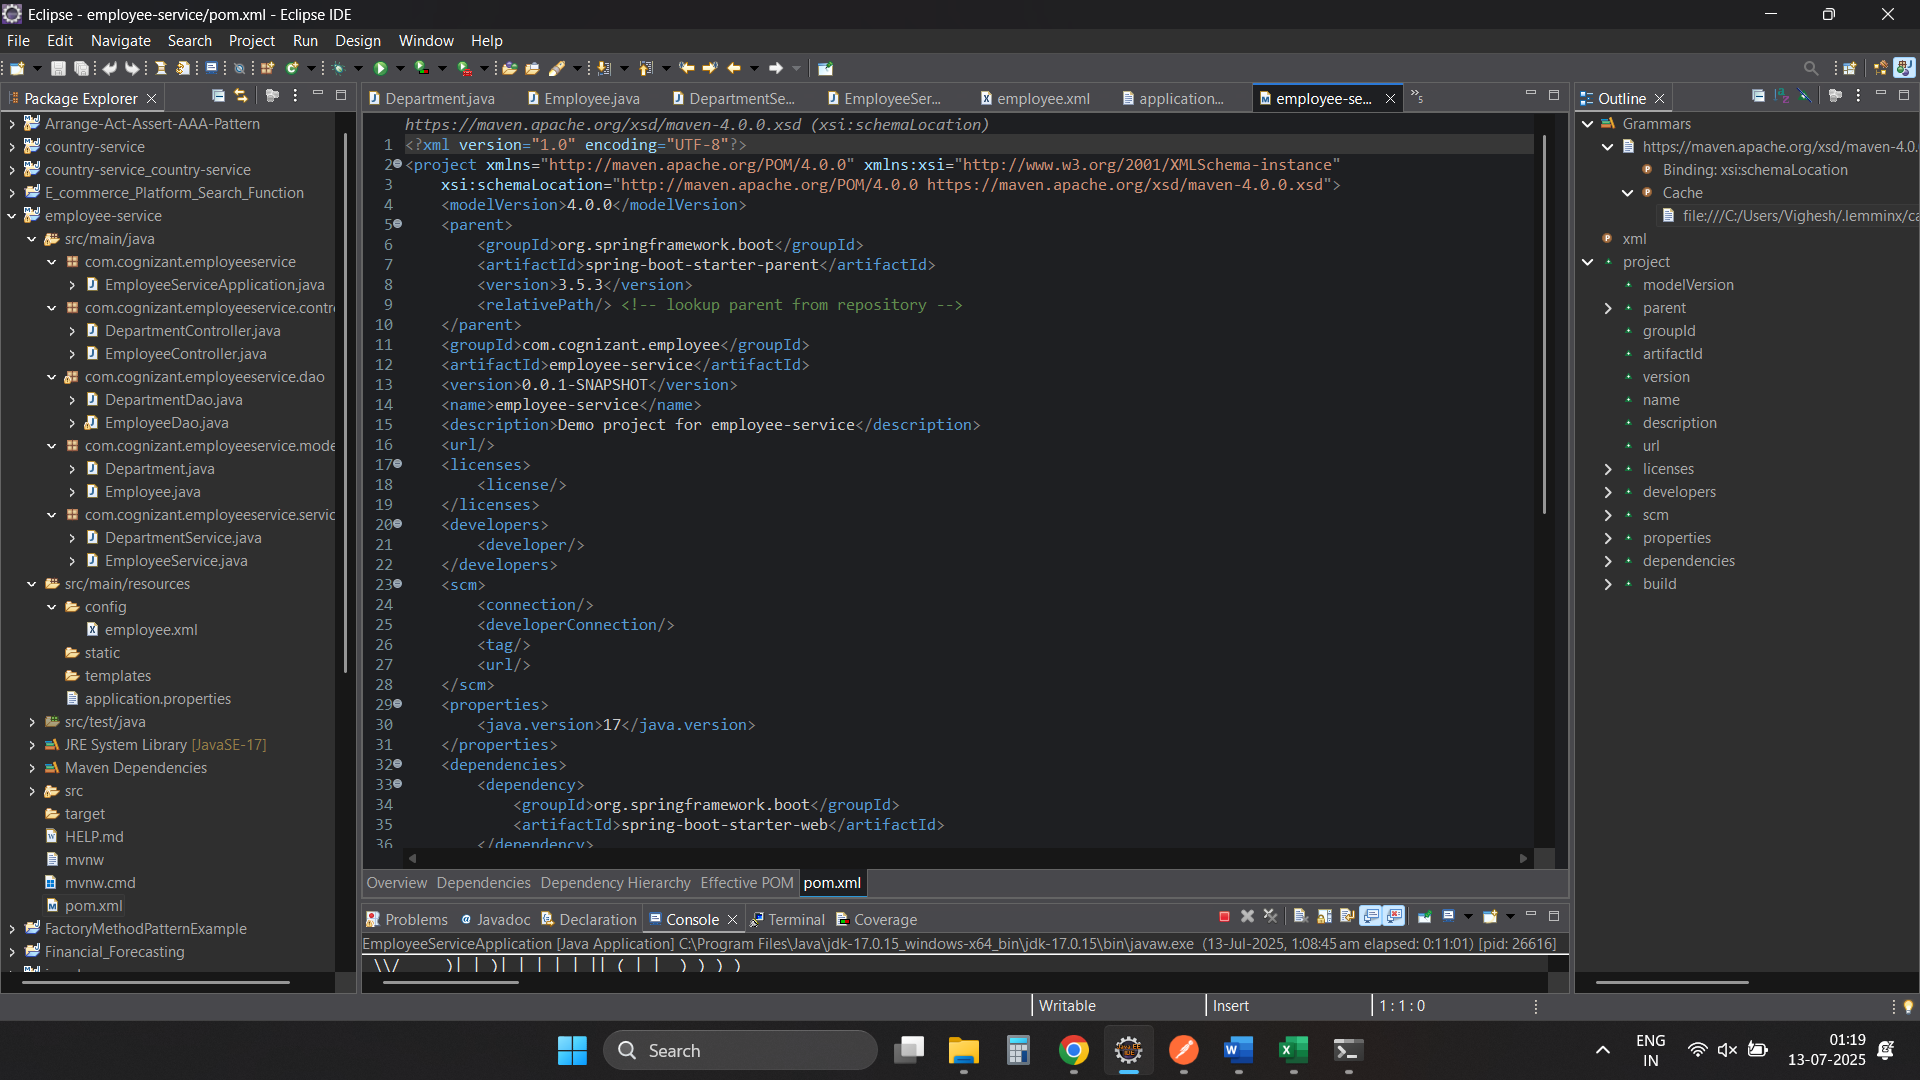 Eclipse - employee-service/pom.xml - Eclipse IDE
File Edit Navigate Search Project Run Design Window Help
Package Explorer
Arrange-Act-Assert-AAA-Pattern
country-service
country-service_country-service
E_commerce_Platform_Search_Function
employee-service
src/main/java
com.cognizant.employeeservice
EmployeeServiceApplication.java
com.cognizant.employeeservice.contr
DepartmentController.java
EmployeeController.java
com.cognizant.employeeservice.dao
DepartmentDao.java
EmployeeDao.java
com.cognizant.employeeservice.mode
Department.java
Employee.java
com.cognizant.employeeservice.servic
DepartmentService.java
EmployeeService.java
src/main/resources
config
employee.xml
static
templates
application.properties
src/test/java
JRE System Library [JavaSE-17]
Maven Dependencies
src
target
HELP.md
mvnw
mvnw.cmd
pom.xml
FactoryMethodPatternExample
Financial_Forecasting
Department.java Employee.java DepartmentSe... EmployeeSer... employee.xml application... employee-se... 5
https://maven.apache.org/xsd/maven-4.0.0.xsd (xsi:schemaLocation)
1 <?xml version="1.0" encoding="UTF-8"?>
2 <project xmlns="http://maven.apache.org/POM/4.0.0" xmlns:xsi="http://www.w3.org/2001/XMLSchema-instance"
3 xsi:schemaLocation="http://maven.apache.org/POM/4.0.0 https://maven.apache.org/xsd/maven-4.0.0.xsd">
4 <modelVersion>4.0.0</modelVersion>
5 <parent>
6 <groupId>org.springframework.boot</groupId>
7 <artifactId>spring-boot-starter-parent</artifactId>
8 <version>3.5.3</version>
9 <relativePath/> <!-- lookup parent from repository -->
10 </parent>
11 <groupId>com.cognizant.employee</groupId>
12 <artifactId>employee-service</artifactId>
13 <version>0.0.1-SNAPSHOT</version>
14 <name>employee-service</name>
15 <description>Demo project for employee-service</description>
16 <url/>
17 <licenses>
18 <license/>
19 </licenses>
20 <developers>
21 <developer/>
22 </developers>
23 <scm>
24 <connection/>
25 <developerConnection/>
26 <tag/>
27 <url/>
28 </scm>
29 <properties>
30 <java.version>17</java.version>
31 </properties>
32 <dependencies>
33 <dependency>
34 <groupId>org.springframework.boot</groupId>
35 <artifactId>spring-boot-starter-web</artifactId>
36 </dependency>
Overview Dependencies Dependency Hierarchy Effective POM pom.xml
Problems Javadoc Declaration Console Terminal Coverage
EmployeeServiceApplication [Java Application] C:\Program Files\Java\jdk-17.0.15_windows-x64_bin\jdk-17.0.15\bin\javaw.exe (13-Jul-2025, 1:08:45 am elapsed: 0:11:01) [pid: 26616]
\\/ )| | )| | | | | || ( | | ) ) ) )
Outline
Grammars
https://maven.apache.org/xsd/maven-4.0.
Binding: xsi:schemaLocation
Cache
file:///C:/Users/Vighesh/.lemminx/ca
xml
project
modelVersion
parent
groupId
artifactId
version
name
description
url
licenses
developers
scm
properties
dependencies
build
Writable Insert 1 : 1 : 0
Search
ENG
IN
01:19
13-07-2025